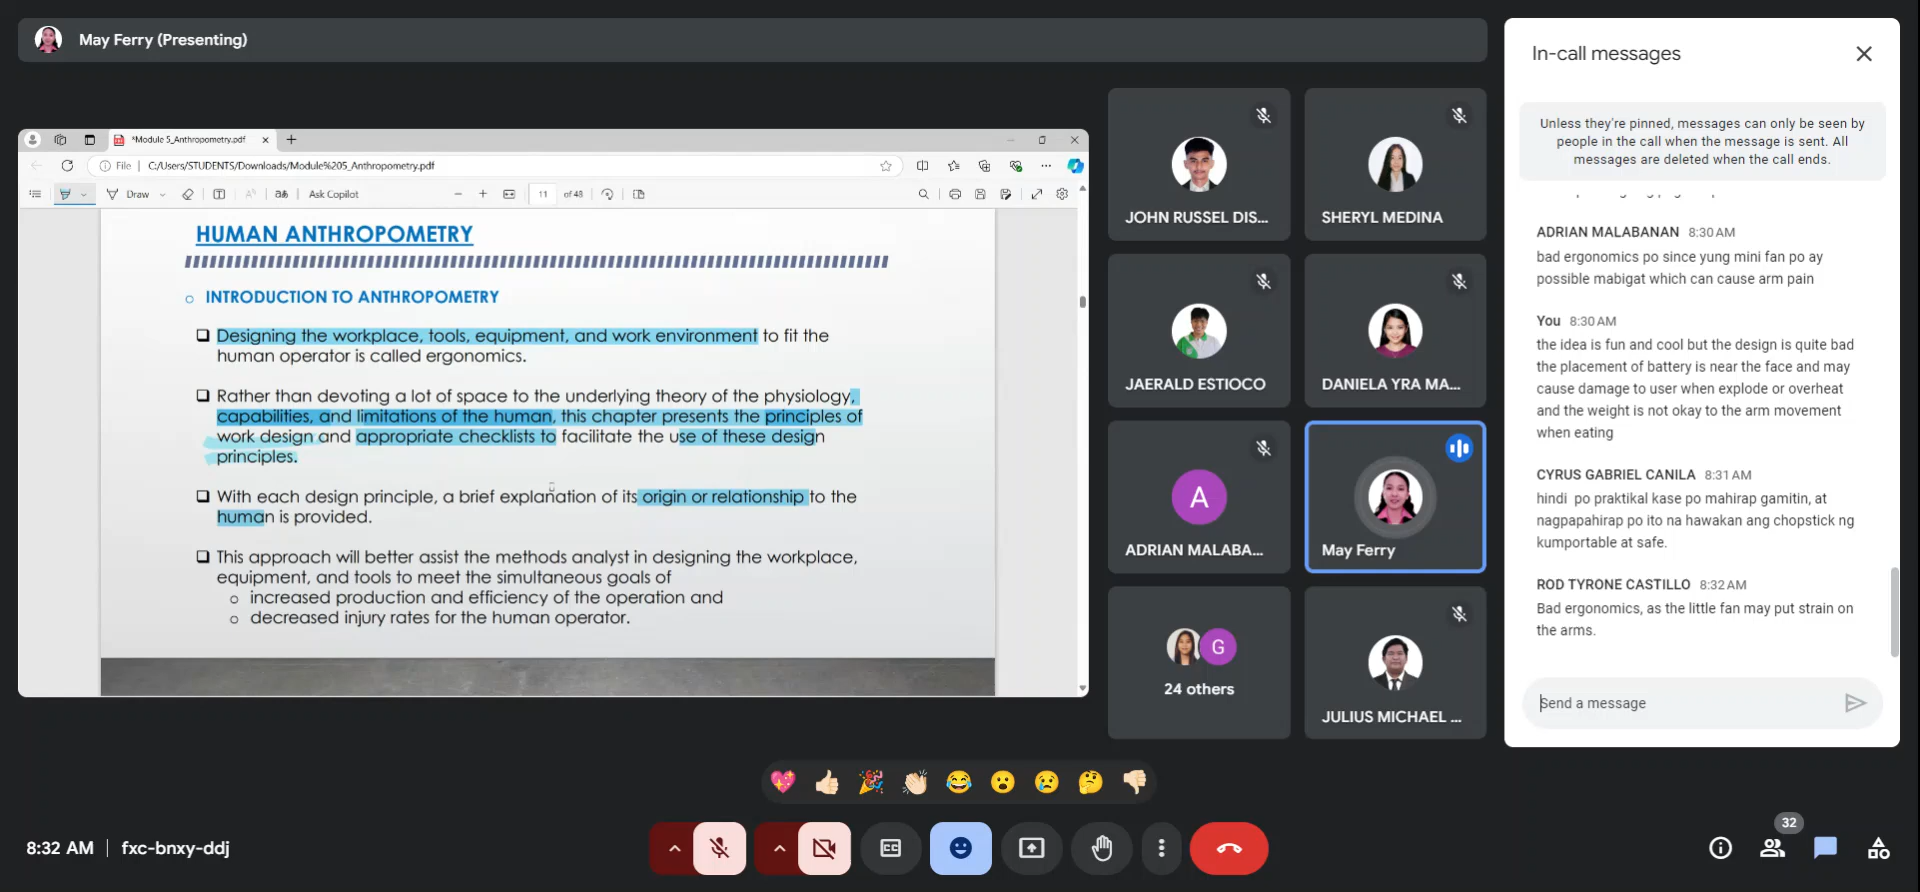 May Ferry (Presenting)
*Module 5_Anthropometry.pdf
File | C:/Users/STUDENTS/Downloads/Module%205_Anthropometry.pdf
Draw
Ask Copilot
11 of 48
HUMAN ANTHROPOMETRY
INTRODUCTION TO ANTHROPOMETRY
Designing the workplace, tools, equipment, and work environment to fit the
human operator is called ergonomics.
Rather than devoting a lot of space to the underlying theory of the physiology,
capabilities, and limitations of the human, this chapter presents the principles of
work design and appropriate checklists to facilitate the use of these design
principles.
With each design principle, a brief explanation of its origin or relationship to the
human is provided.
This approach will better assist the methods analyst in designing the workplace,
equipment, and tools to meet the simultaneous goals of
increased production and efficiency of the operation and
decreased injury rates for the human operator.
JOHN RUSSEL DIS...
SHERYL MEDINA
JAERALD ESTIOCO
DANIELA YRA MA...
A
ADRIAN MALABA...
May Ferry
G
24 others
JULIUS MICHAEL ...
In-call messages
Unless they're pinned, messages can only be seen by
people in the call when the message is sent. All
messages are deleted when the call ends.
ADRIAN MALABANAN 8:30 AM
bad ergonomics po since yung mini fan po ay
possible mabigat which can cause arm pain
You 8:30 AM
the idea is fun and cool but the design is quite bad
the placement of battery is near the face and may
cause damage to user when explode or overheat
and the weight is not okay to the arm movement
when eating
CYRUS GABRIEL CANILA 8:31 AM
hindi po praktikal kase po mahirap gamitin, at
nagpapahirap po ito na hawakan ang chopstick ng
kumportable at safe.
ROD TYRONE CASTILLO 8:32 AM
Bad ergonomics, as the little fan may put strain on
the arms.
Send a message
8:32 AM | fxc-bnxy-ddj
32